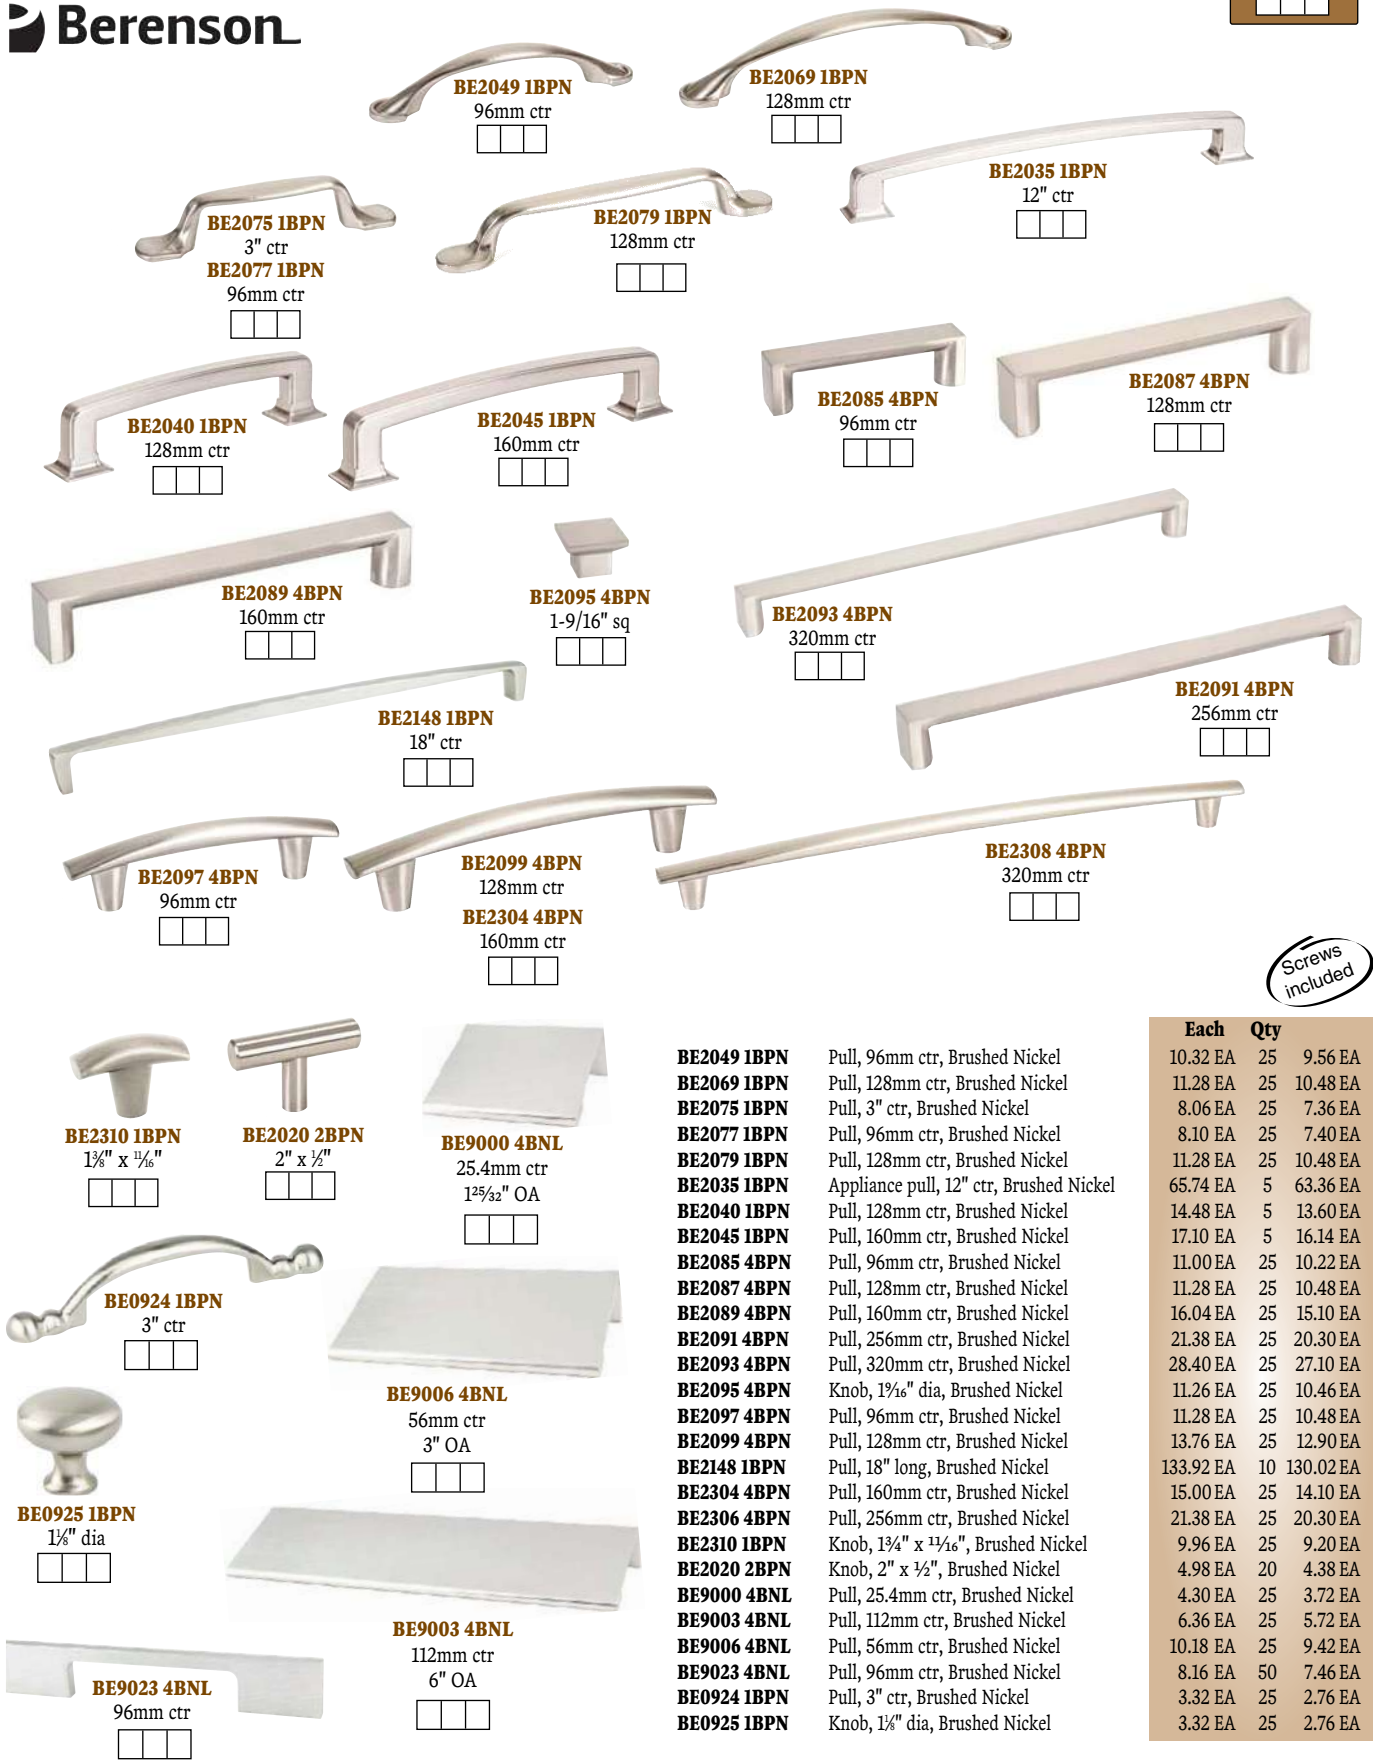 Berenson
BE2049 1BPN
96mm ctr
BE2069 1BPN
128mm ctr
BE2035 1BPN
12" ctr
BE2075 1BPN
3" ctr
BE2077 1BPN
96mm ctr
BE2079 1BPN
128mm ctr
BE2040 1BPN
128mm ctr
BE2045 1BPN
160mm ctr
BE2085 4BPN
96mm ctr
BE2087 4BPN
128mm ctr
BE2089 4BPN
160mm ctr
BE2095 4BPN
1-9/16" sq
BE2093 4BPN
320mm ctr
BE2091 4BPN
256mm ctr
BE2148 1BPN
18" ctr
BE2097 4BPN
96mm ctr
BE2099 4BPN
128mm ctr
BE2304 4BPN
160mm ctr
BE2308 4BPN
320mm ctr
Screws
included
BE2310 1BPN
1⅜" x 11⁄16"
BE2020 2BPN
2" x ½"
BE9000 4BNL
25.4mm ctr
1 25⁄32" OA
BE0924 1BPN
3" ctr
BE9006 4BNL
56mm ctr
3" OA
BE0925 1BPN
1⅛" dia
BE9003 4BNL
112mm ctr
6" OA
BE9023 4BNL
96mm ctr
Each Qty
BE2049 1BPN Pull, 96mm ctr, Brushed Nickel 10.32 EA 25 9.56 EA
BE2069 1BPN Pull, 128mm ctr, Brushed Nickel 11.28 EA 25 10.48 EA
BE2075 1BPN Pull, 3" ctr, Brushed Nickel 8.06 EA 25 7.36 EA
BE2077 1BPN Pull, 96mm ctr, Brushed Nickel 8.10 EA 25 7.40 EA
BE2079 1BPN Pull, 128mm ctr, Brushed Nickel 11.28 EA 25 10.48 EA
BE2035 1BPN Appliance pull, 12" ctr, Brushed Nickel 65.74 EA 5 63.36 EA
BE2040 1BPN Pull, 128mm ctr, Brushed Nickel 14.48 EA 5 13.60 EA
BE2045 1BPN Pull, 160mm ctr, Brushed Nickel 17.10 EA 5 16.14 EA
BE2085 4BPN Pull, 96mm ctr, Brushed Nickel 11.00 EA 25 10.22 EA
BE2087 4BPN Pull, 128mm ctr, Brushed Nickel 11.28 EA 25 10.48 EA
BE2089 4BPN Pull, 160mm ctr, Brushed Nickel 16.04 EA 25 15.10 EA
BE2091 4BPN Pull, 256mm ctr, Brushed Nickel 21.38 EA 25 20.30 EA
BE2093 4BPN Pull, 320mm ctr, Brushed Nickel 28.40 EA 25 27.10 EA
BE2095 4BPN Knob, 1 9⁄16" dia, Brushed Nickel 11.26 EA 25 10.46 EA
BE2097 4BPN Pull, 96mm ctr, Brushed Nickel 11.28 EA 25 10.48 EA
BE2099 4BPN Pull, 128mm ctr, Brushed Nickel 13.76 EA 25 12.90 EA
BE2148 1BPN Pull, 18" long, Brushed Nickel 133.92 EA 10 130.02 EA
BE2304 4BPN Pull, 160mm ctr, Brushed Nickel 15.00 EA 25 14.10 EA
BE2306 4BPN Pull, 256mm ctr, Brushed Nickel 21.38 EA 25 20.30 EA
BE2310 1BPN Knob, 1¾" x 11⁄16", Brushed Nickel 9.96 EA 25 9.20 EA
BE2020 2BPN Knob, 2" x ½", Brushed Nickel 4.98 EA 20 4.38 EA
BE9000 4BNL Pull, 25.4mm ctr, Brushed Nickel 4.30 EA 25 3.72 EA
BE9003 4BNL Pull, 112mm ctr, Brushed Nickel 6.36 EA 25 5.72 EA
BE9006 4BNL Pull, 56mm ctr, Brushed Nickel 10.18 EA 25 9.42 EA
BE9023 4BNL Pull, 96mm ctr, Brushed Nickel 8.16 EA 50 7.46 EA
BE0924 1BPN Pull, 3" ctr, Brushed Nickel 3.32 EA 25 2.76 EA
BE0925 1BPN Knob, 1⅛" dia, Brushed Nickel 3.32 EA 25 2.76 EA